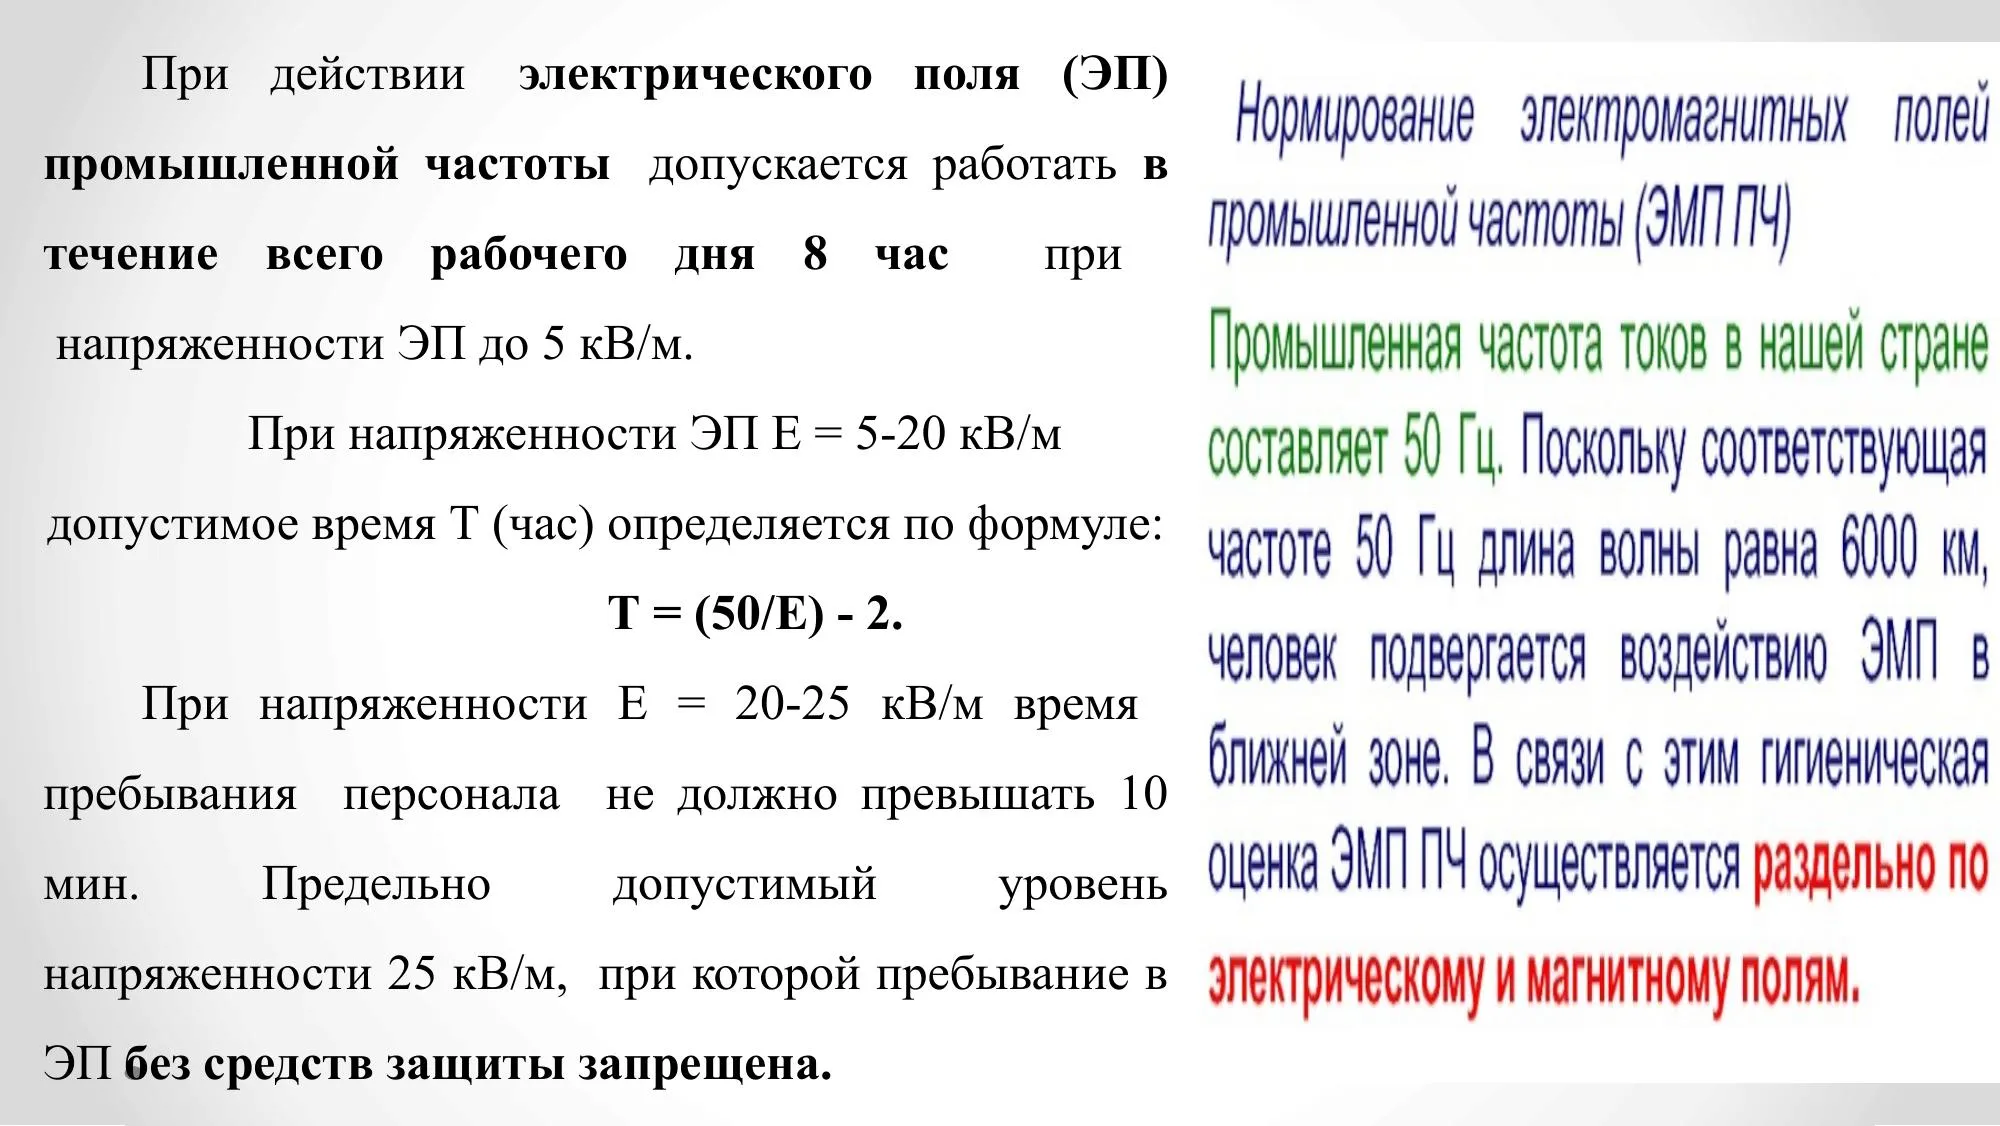 При действии электрического поля (ЭП)
промышленной частоты допускается работать в
течение всего рабочего дня 8 час при
напряженности ЭП до 5 кВ/м.
При напряженности ЭП Е = 5-20 кВ/м
допустимое время Т (час) определяется по формуле:
Т = (50/Е) - 2.
При напряженности Е = 20-25 кВ/м время
пребывания персонала не должно превышать 10
мин. Предельно допустимый уровень
напряженности 25 кВ/м, при которой пребывание в
ЭП без средств защиты запрещена.
Нормирование электромагнитных полей
промышленной частоты (ЭМП ПЧ)
Промышленная частота токов в нашей стране
составляет 50 Гц. Поскольку соответствующая
частоте 50 Гц длина волны равна 6000 км,
человек подвергается воздействию ЭМП в
ближней зоне. В связи с этим гигиеническая
оценка ЭМП ПЧ осуществляется раздельно по
электрическому и магнитному полям.